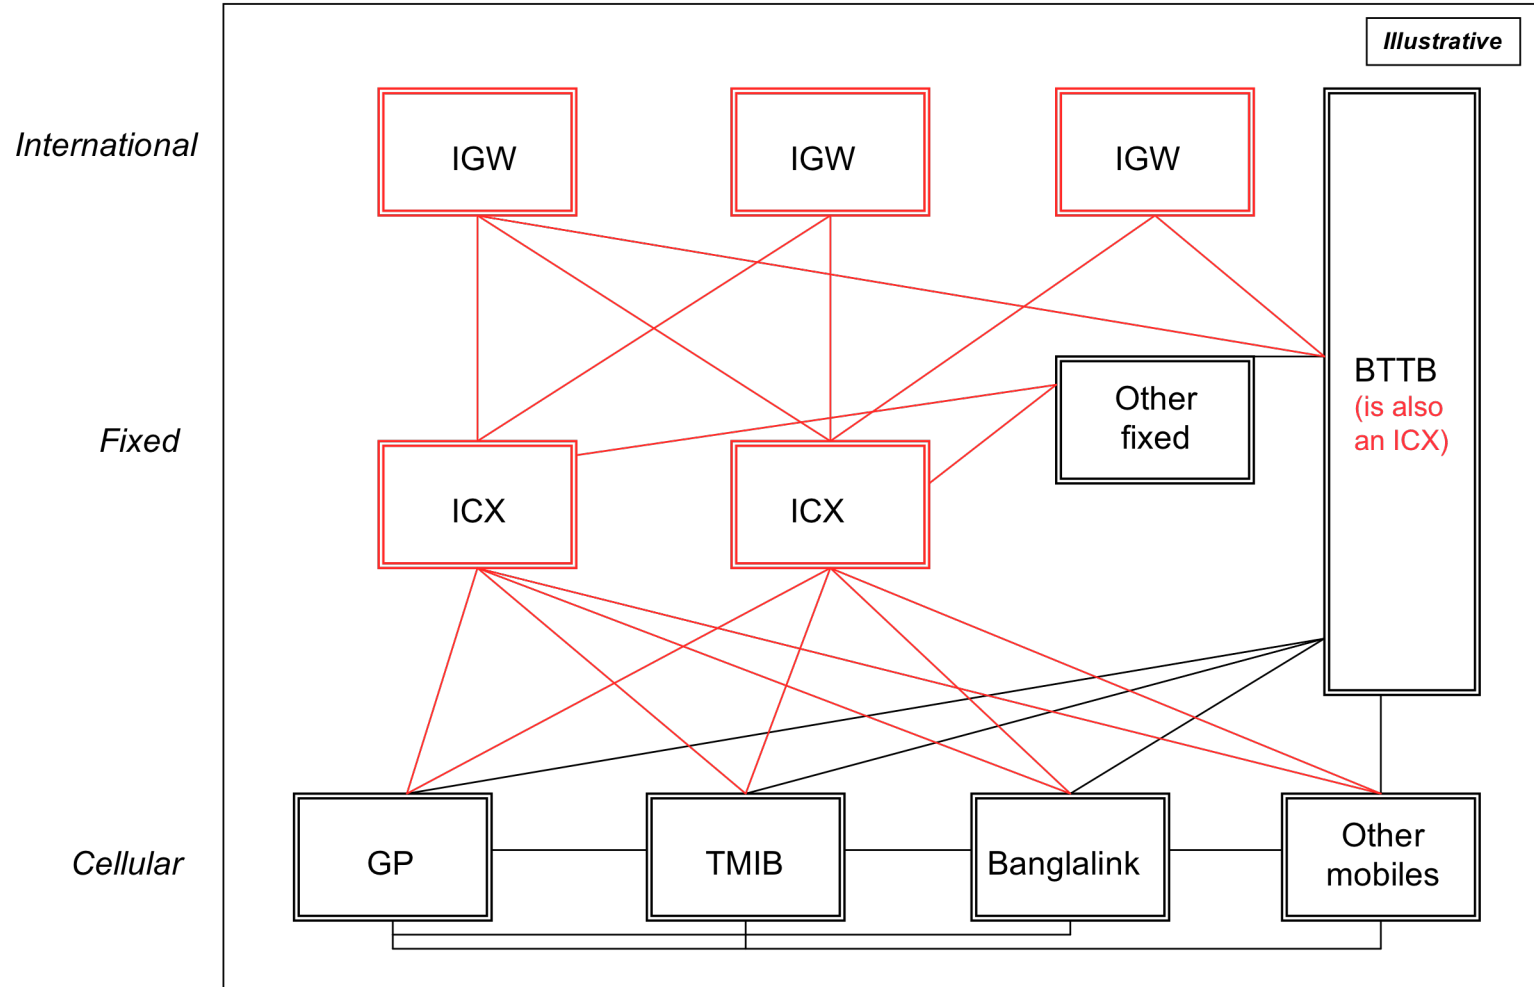 Illustrative
International
IGW
IGW
IGW
BTTB
(is also
an ICX)
Other
fixed
Fixed
ICX
ICX
Cellular
GP
TMIB
Banglalink
Other
mobiles